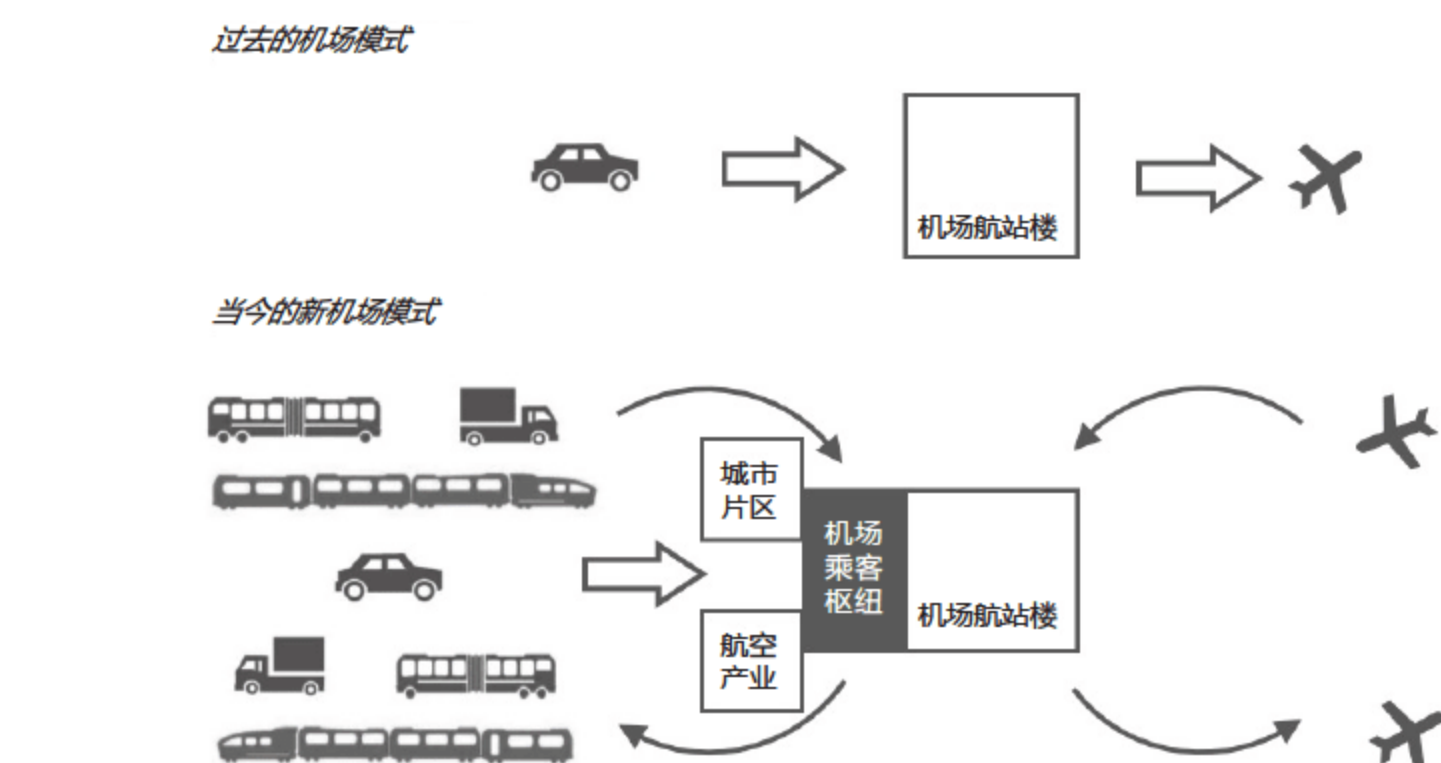 过去的机场模式
机场航站楼
当今的新机场模式
城市
片区
机场
乘客
枢纽
机场航站楼
航空
产业